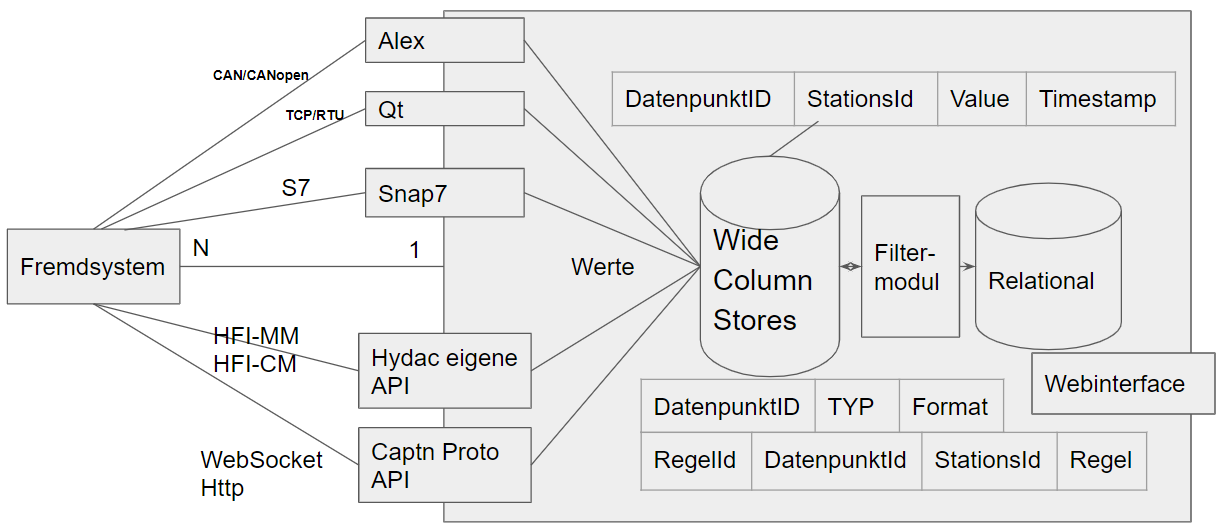 Alex
CAN/CANopen
DatenpunktID StationsId Value Timestamp
Qt
TCP/RTU
S7
Snap7
N 1
Fremdsystem
Werte
Wide
Column
Stores
Filter-
modul
Relational
HFI-MM
HFI-CM
Hydac eigene
API
Webinterface
DatenpunktID TYP Format
RegelId DatenpunktId StationsId Regel
WebSocket
Http
Captn Proto
API